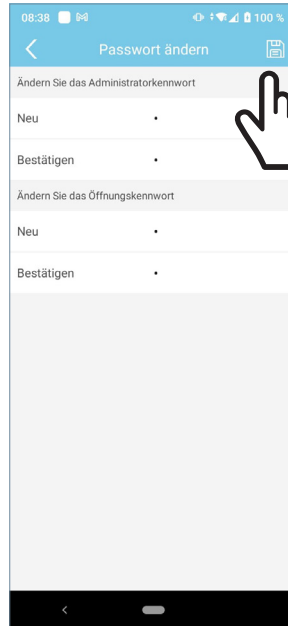 08:38 100 %
Passwort ändern
Ändern Sie das Administratorkennwort
Neu •
Bestätigen •
Ändern Sie das Öffnungskennwort
Neu •
Bestätigen •